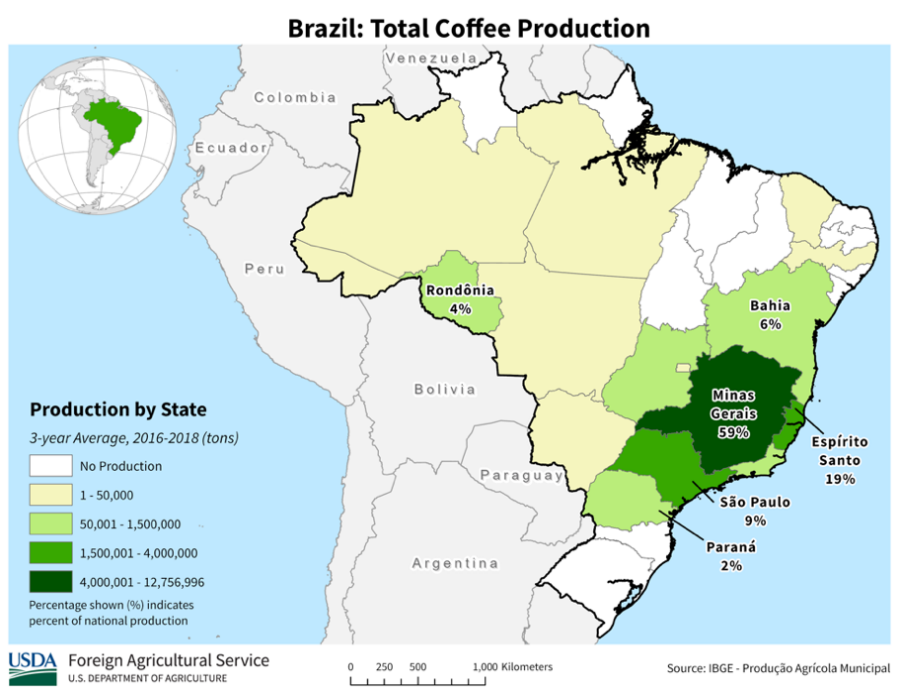 Brazil: Total Coffee Production
Venezuela
Colombia
Ecuador
Peru
Rondônia
4%
Bahia
6%
Bolivia
Minas
Gerais
59%
Espírito
Santo
19%
Paraguay
São Paulo
9%
Paraná
2%
Argentina
Production by State
3-year Average, 2016-2018 (tons)
No Production
1 - 50,000
50,001 - 1,500,000
1,500,001 - 4,000,000
4,000,001 - 12,756,996
Percentage shown (%) indicates
percent of national production
USDA
Foreign Agricultural Service
U.S. DEPARTMENT OF AGRICULTURE
0 250 500 1,000 Kilometers
Source: IBGE - Produção Agrícola Municipal